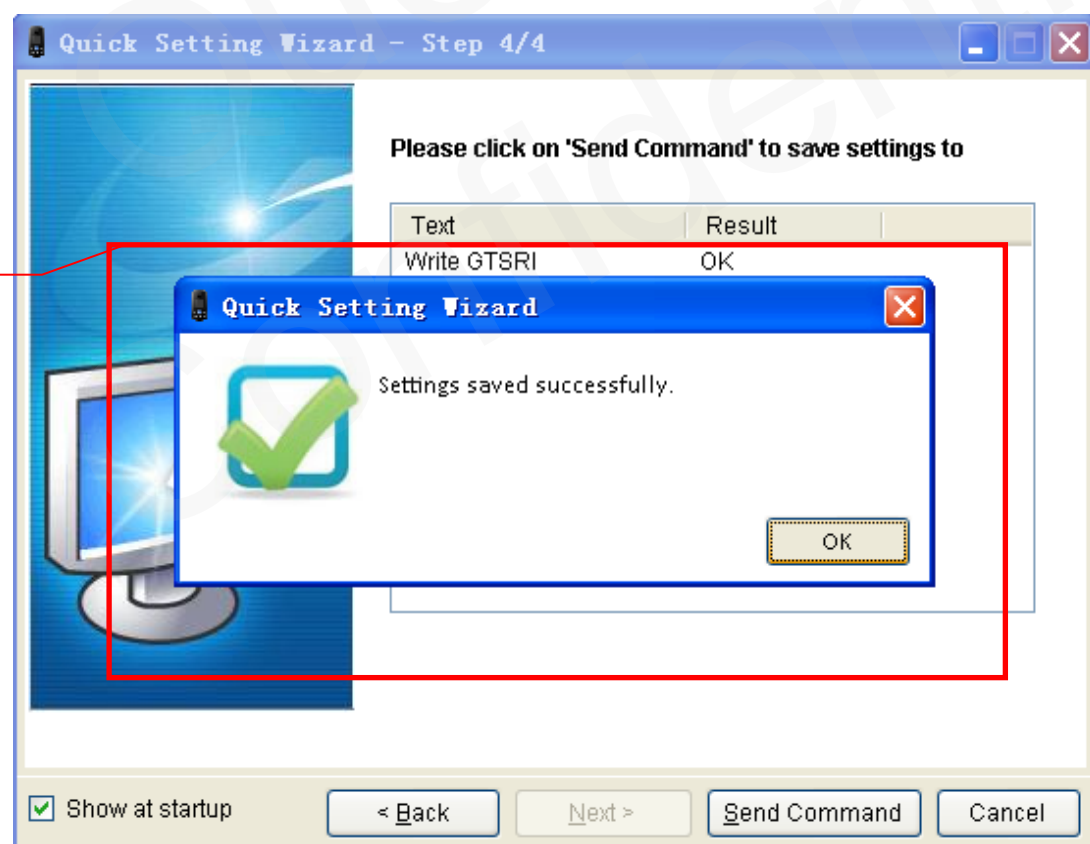 Quick Setting Wizard - Step 4/4
Please click on 'Send Command' to save settings to
Text Result
Write GTSRI OK
Quick Setting Wizard
Settings saved successfully.
OK
Show at startup < Back Next > Send Command Cancel